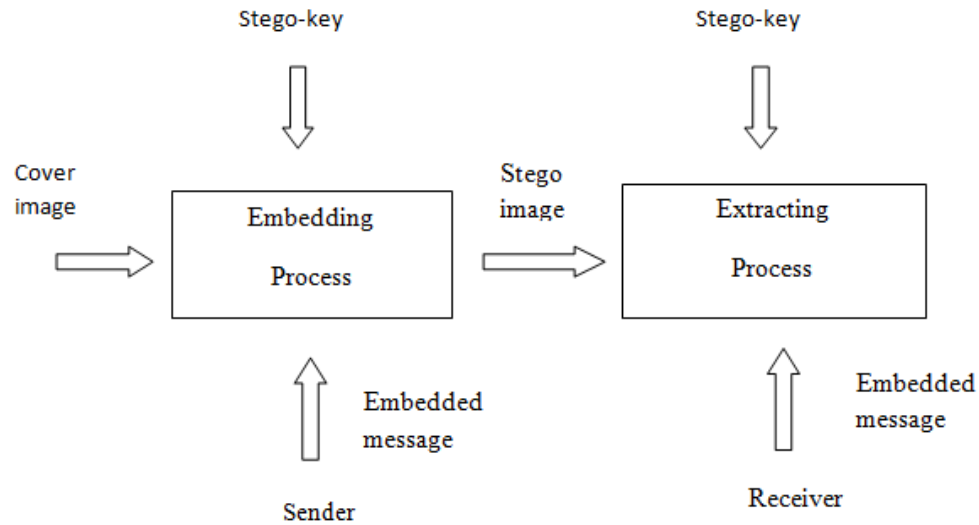 Stego-key
Stego-key
Cover
image
Embedding
Process
Stego
image
Extracting
Process
Embedded
message
Embedded
message
Sender
Receiver